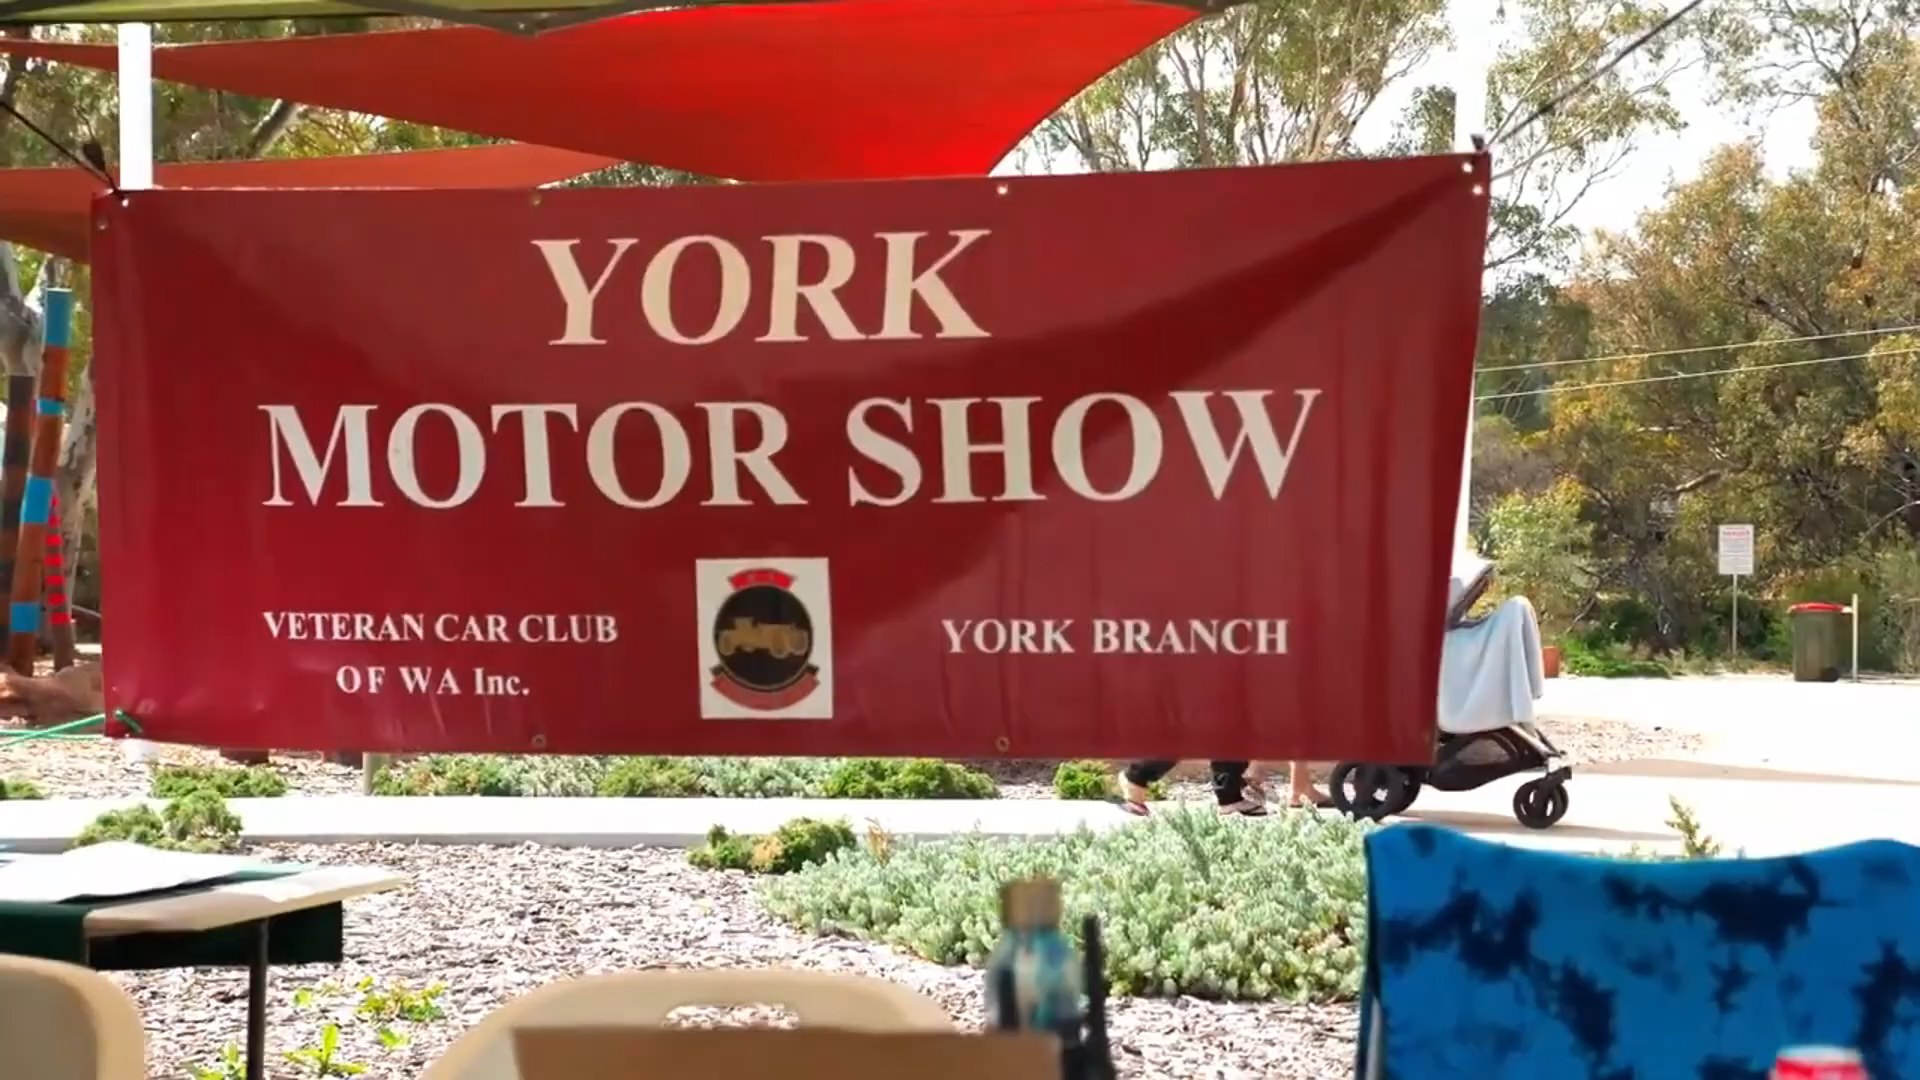 YORK
MOTOR SHOW
VETERAN CAR CLUB
OF WA Inc.
YORK BRANCH